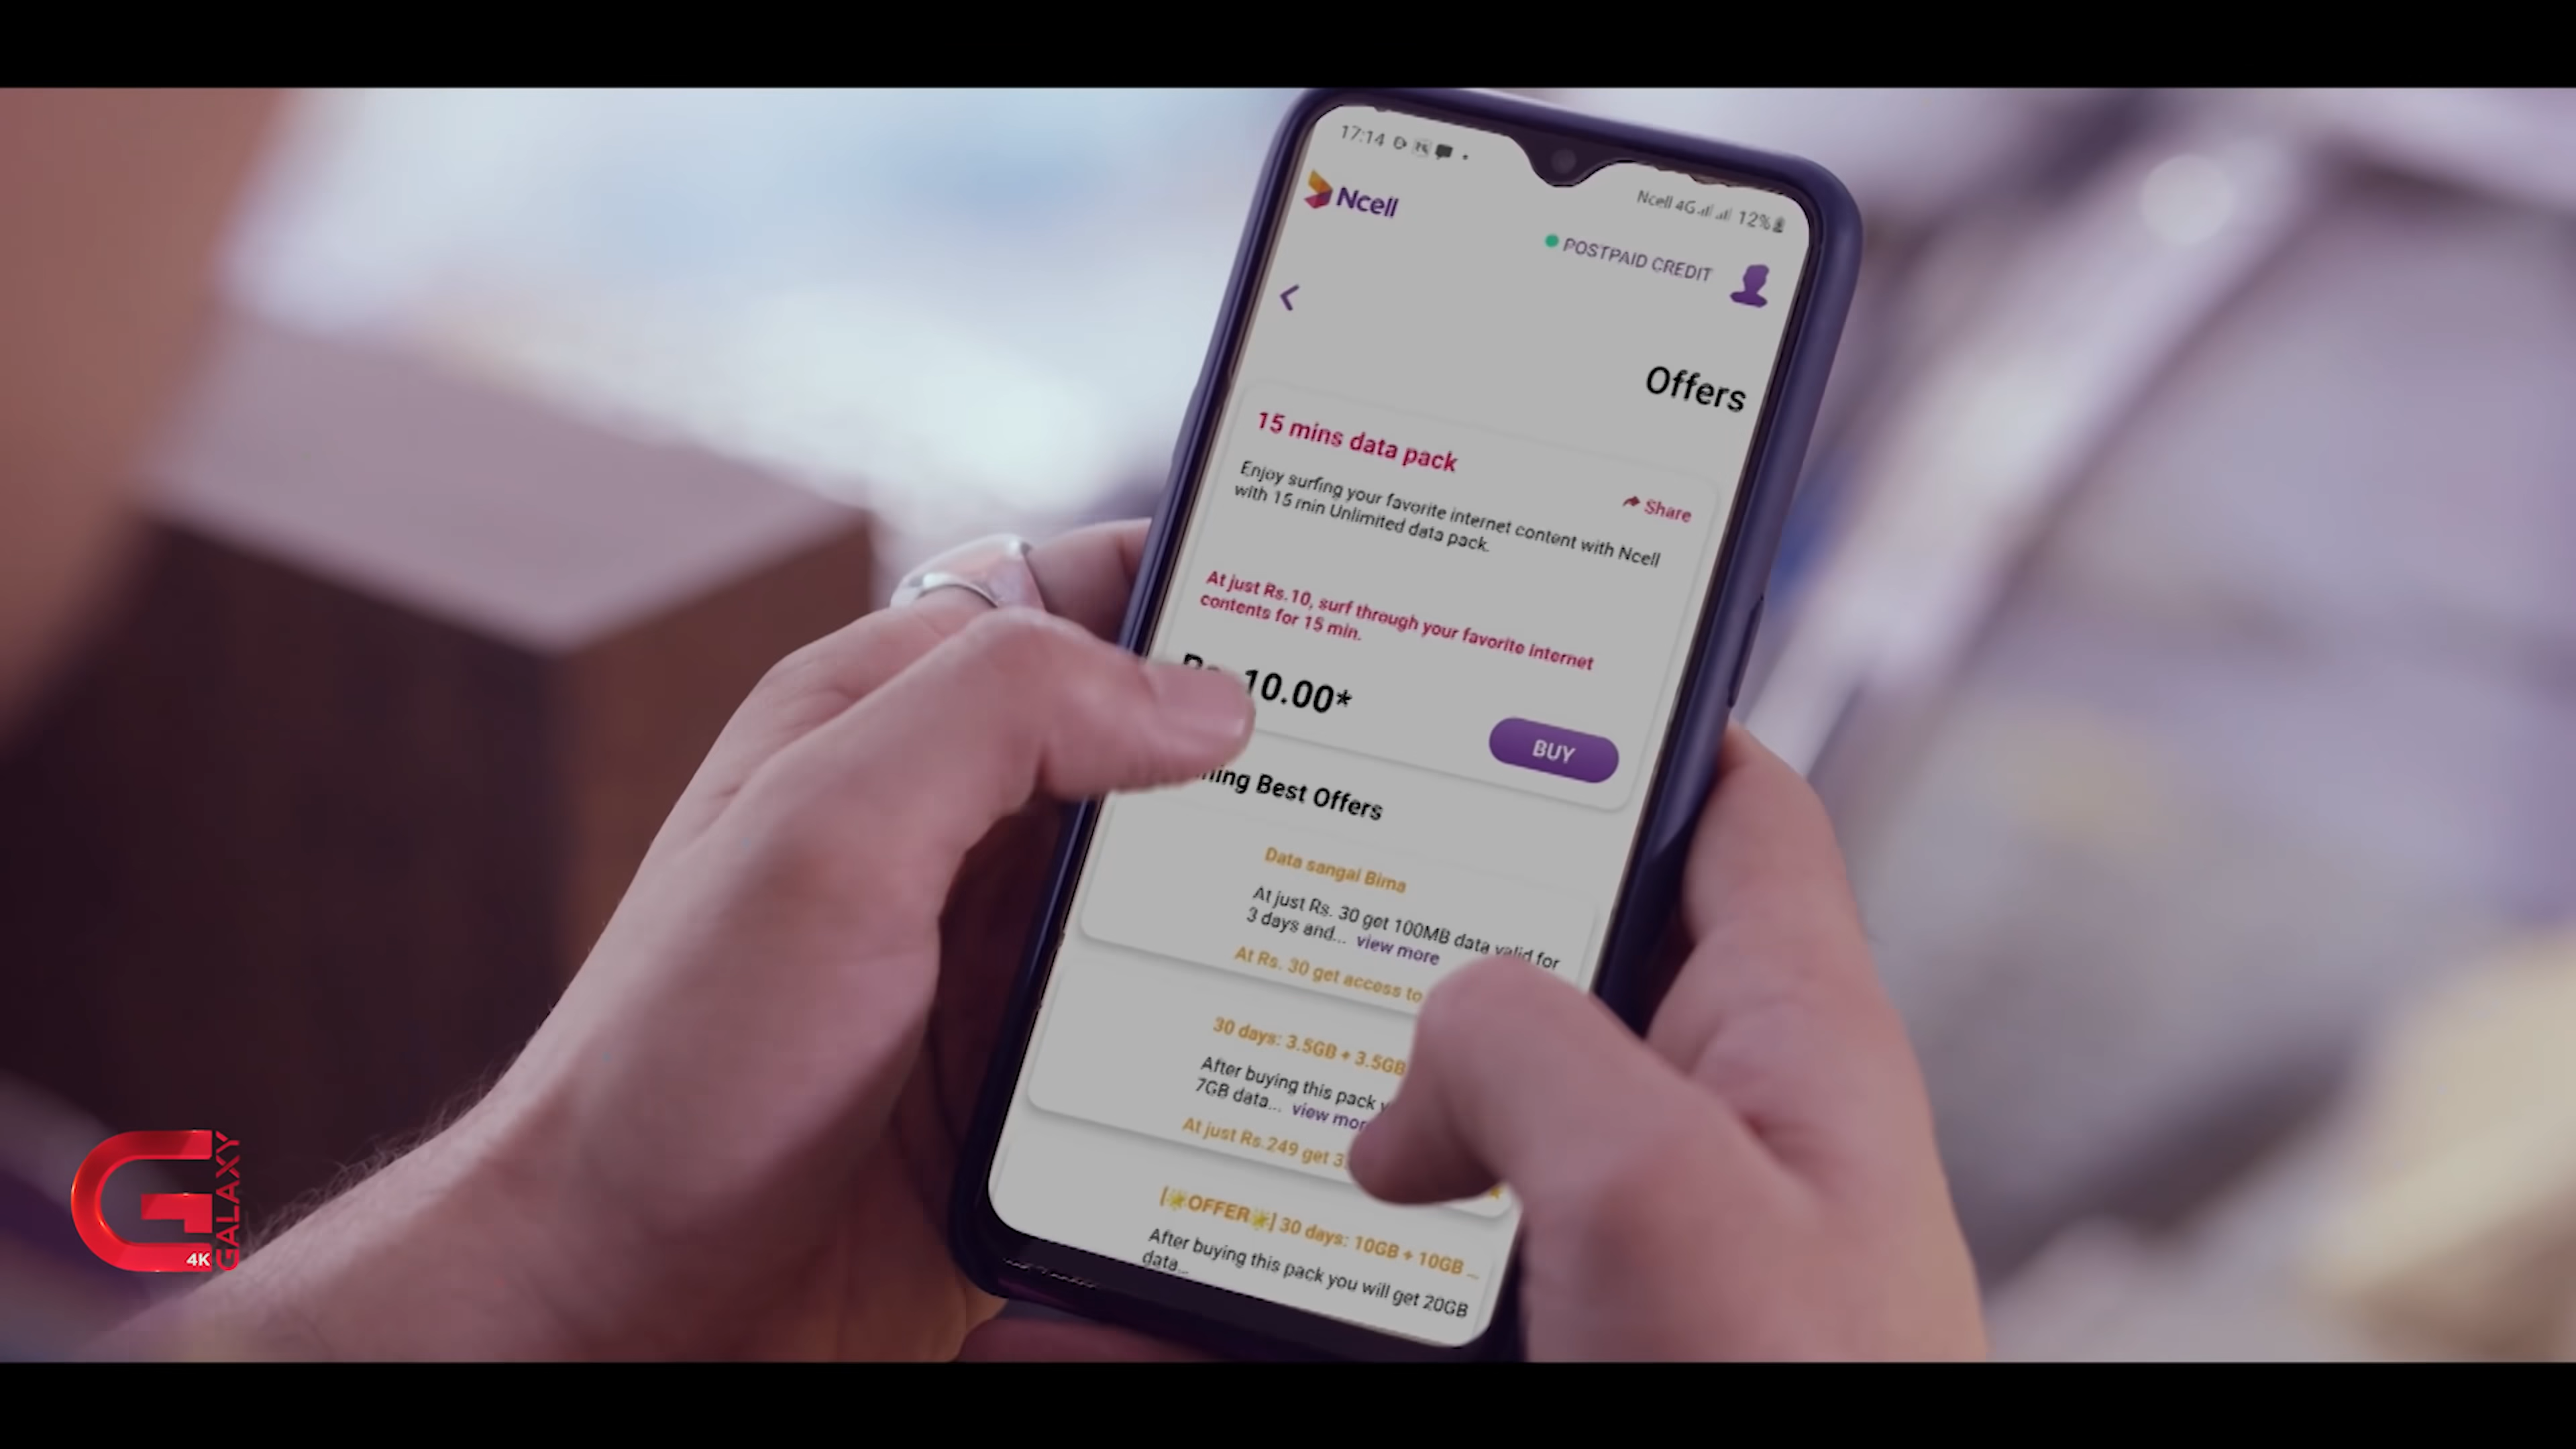 17:14
Ncell 4G 12%
Ncell
POSTPAID CREDIT
Offers
15 mins data pack
Share
Enjoy surfing your favorite internet content with Ncell
with 15 min Unlimited data pack.
At just Rs.10, surf through your favorite internet
contents for 15 min.
10.00*
BUY
Best Offers
Data sangai Bima
At just Rs. 30 get 100MB data valid for
3 days and... view more
At Rs. 30 get access to
30 days: 3.5GB + 3.5GB
After buying this pack
7GB data... view more
At just Rs.249 get
[🌟OFFER🌟] 30 days: 10GB + 10GB ...
After buying this pack you will get 20GB
data...
GALAXY
4K